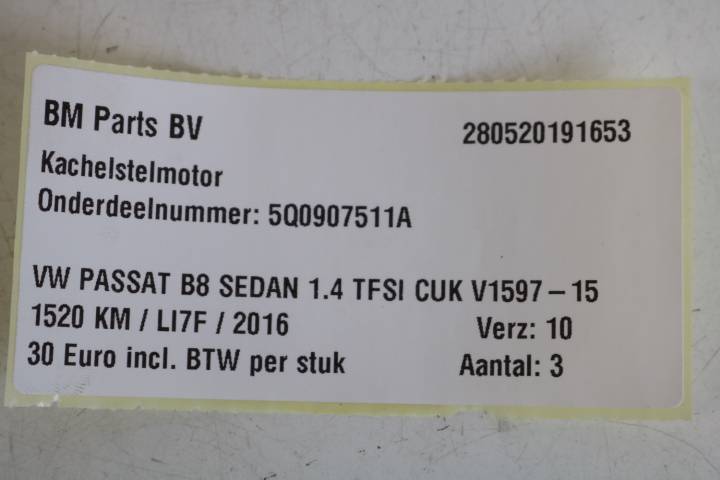 BM Parts BV 280520191653
Kachelstelmotor
Onderdeelnummer: 5Q0907511A
VW PASSAT B8 SEDAN 1.4 TFSI CUK V1597 – 15
1520 KM / LI7F / 2016 Verz: 10
30 Euro incl. BTW per stuk Aantal: 3